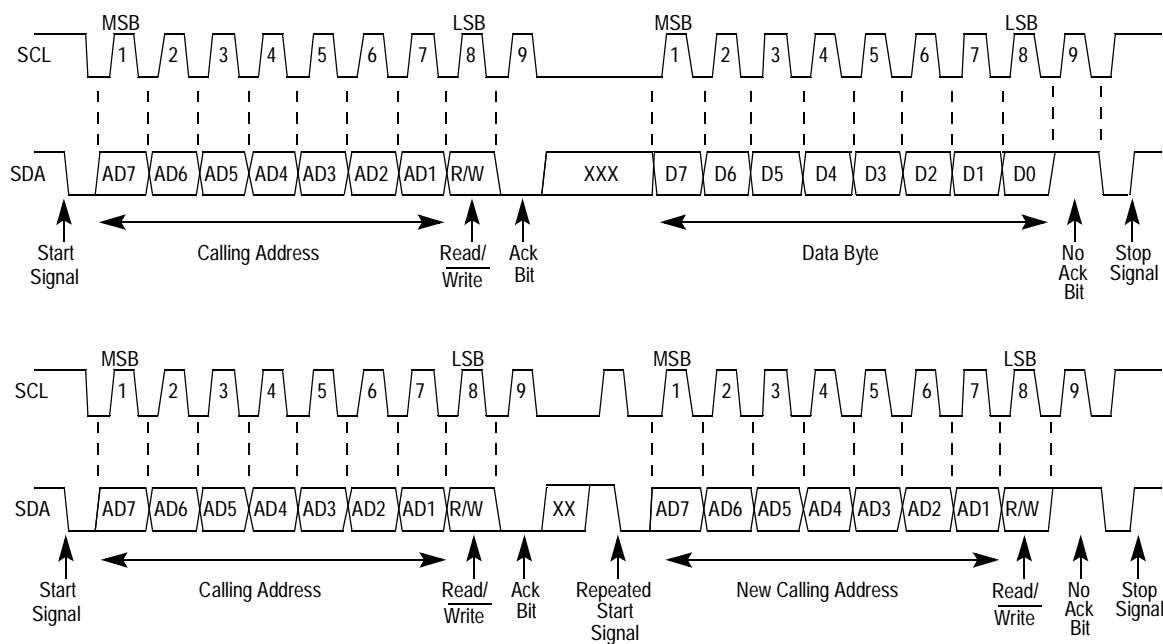 MSB LSB MSB LSB
SCL 1 2 3 4 5 6 7 8 9 1 2 3 4 5 6 7 8 9
SDA AD7 AD6 AD5 AD4 AD3 AD2 AD1 R/W XXX D7 D6 D5 D4 D3 D2 D1 D0
Start Signal
Calling Address
Read/
Write
Ack
Bit
Data Byte
No
Ack
Bit
Stop
Signal
MSB LSB MSB LSB
SCL 1 2 3 4 5 6 7 8 9 1 2 3 4 5 6 7 8 9
SDA AD7 AD6 AD5 AD4 AD3 AD2 AD1 R/W XX AD7 AD6 AD5 AD4 AD3 AD2 AD1 R/W
Start
Signal
Calling Address
Read/
Write
Ack
Bit
Repeated
Start
Signal
New Calling Address
Read/
Write
No
Ack
Bit
Stop
Signal